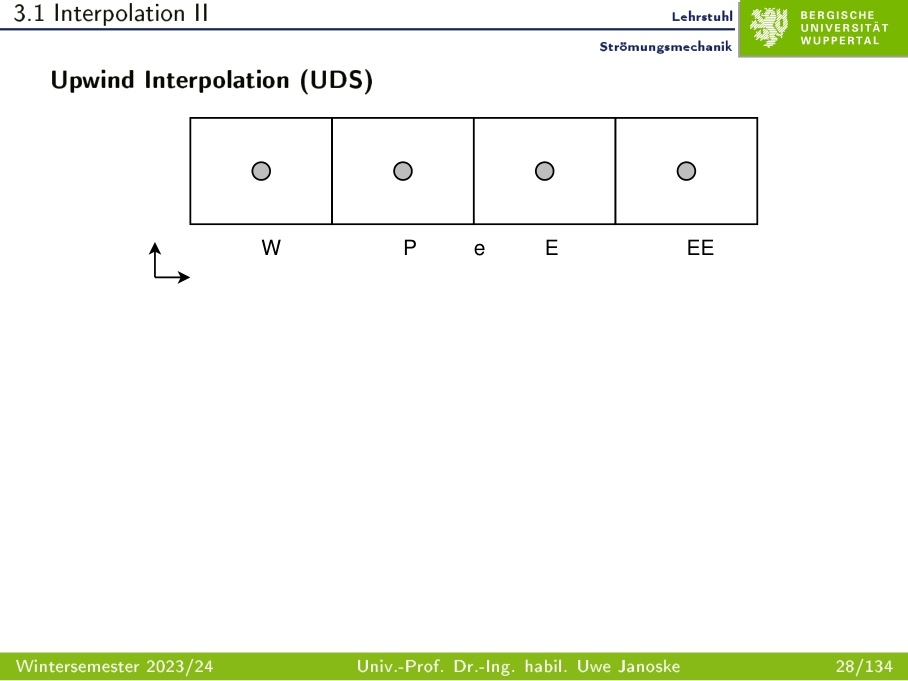 3.1 Interpolation II
Lehrstuhl
Strömungsmechanik
BERGISCHE
UNIVERSITÄT
WUPPERTAL
Upwind Interpolation (UDS)
W P e E EE
Wintersemester 2023/24 Univ.-Prof. Dr.-Ing. habil. Uwe Janoske 28/134